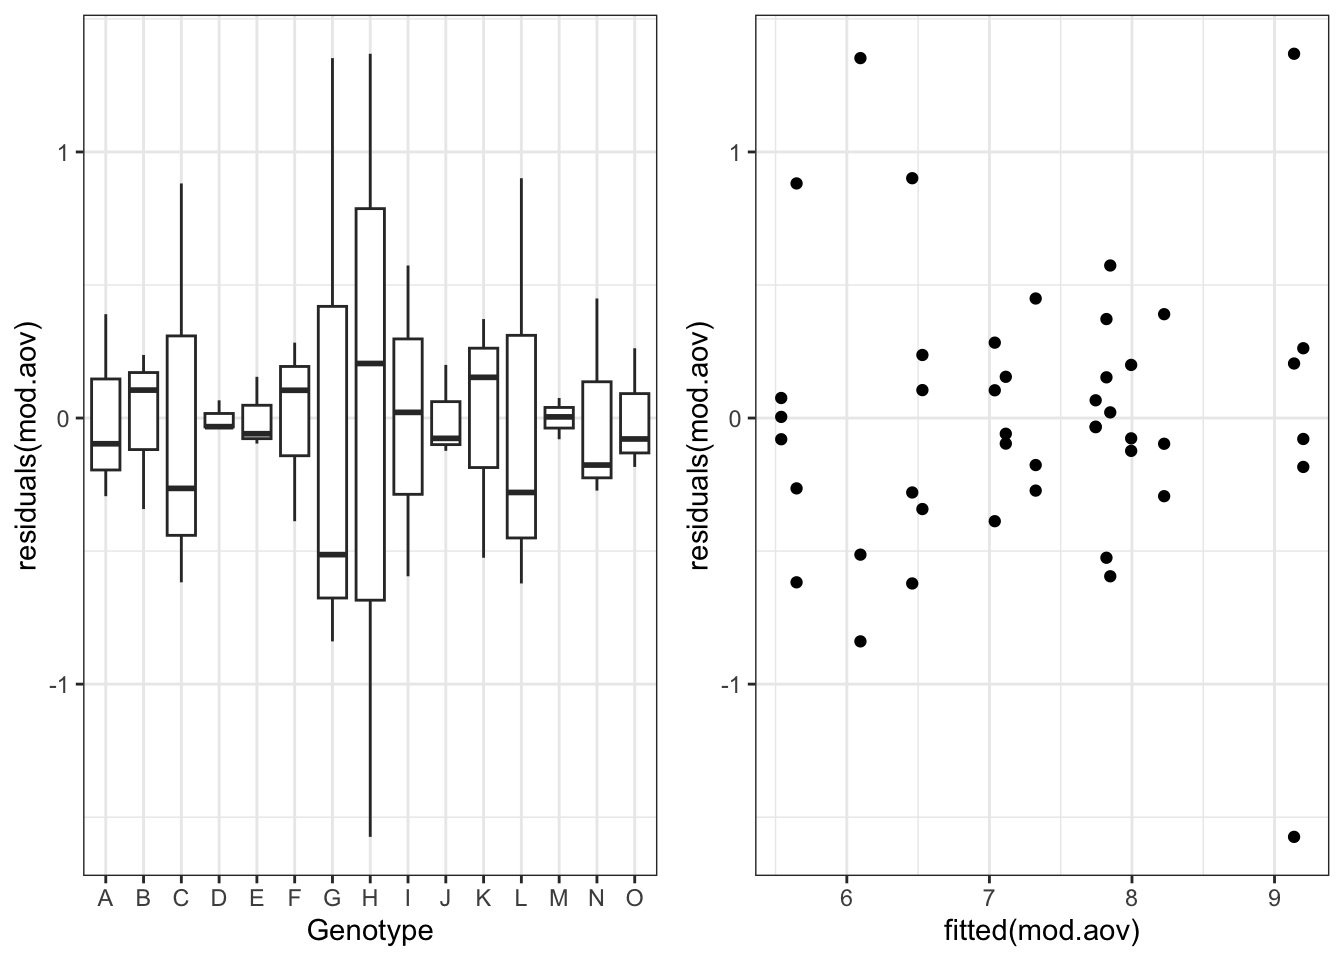 residuals(mod.aov)
1
0
-1
A B C D E F G H I J K L M N O
Genotype
residuals(mod.aov)
1
0
-1
6 7 8 9
fitted(mod.aov)